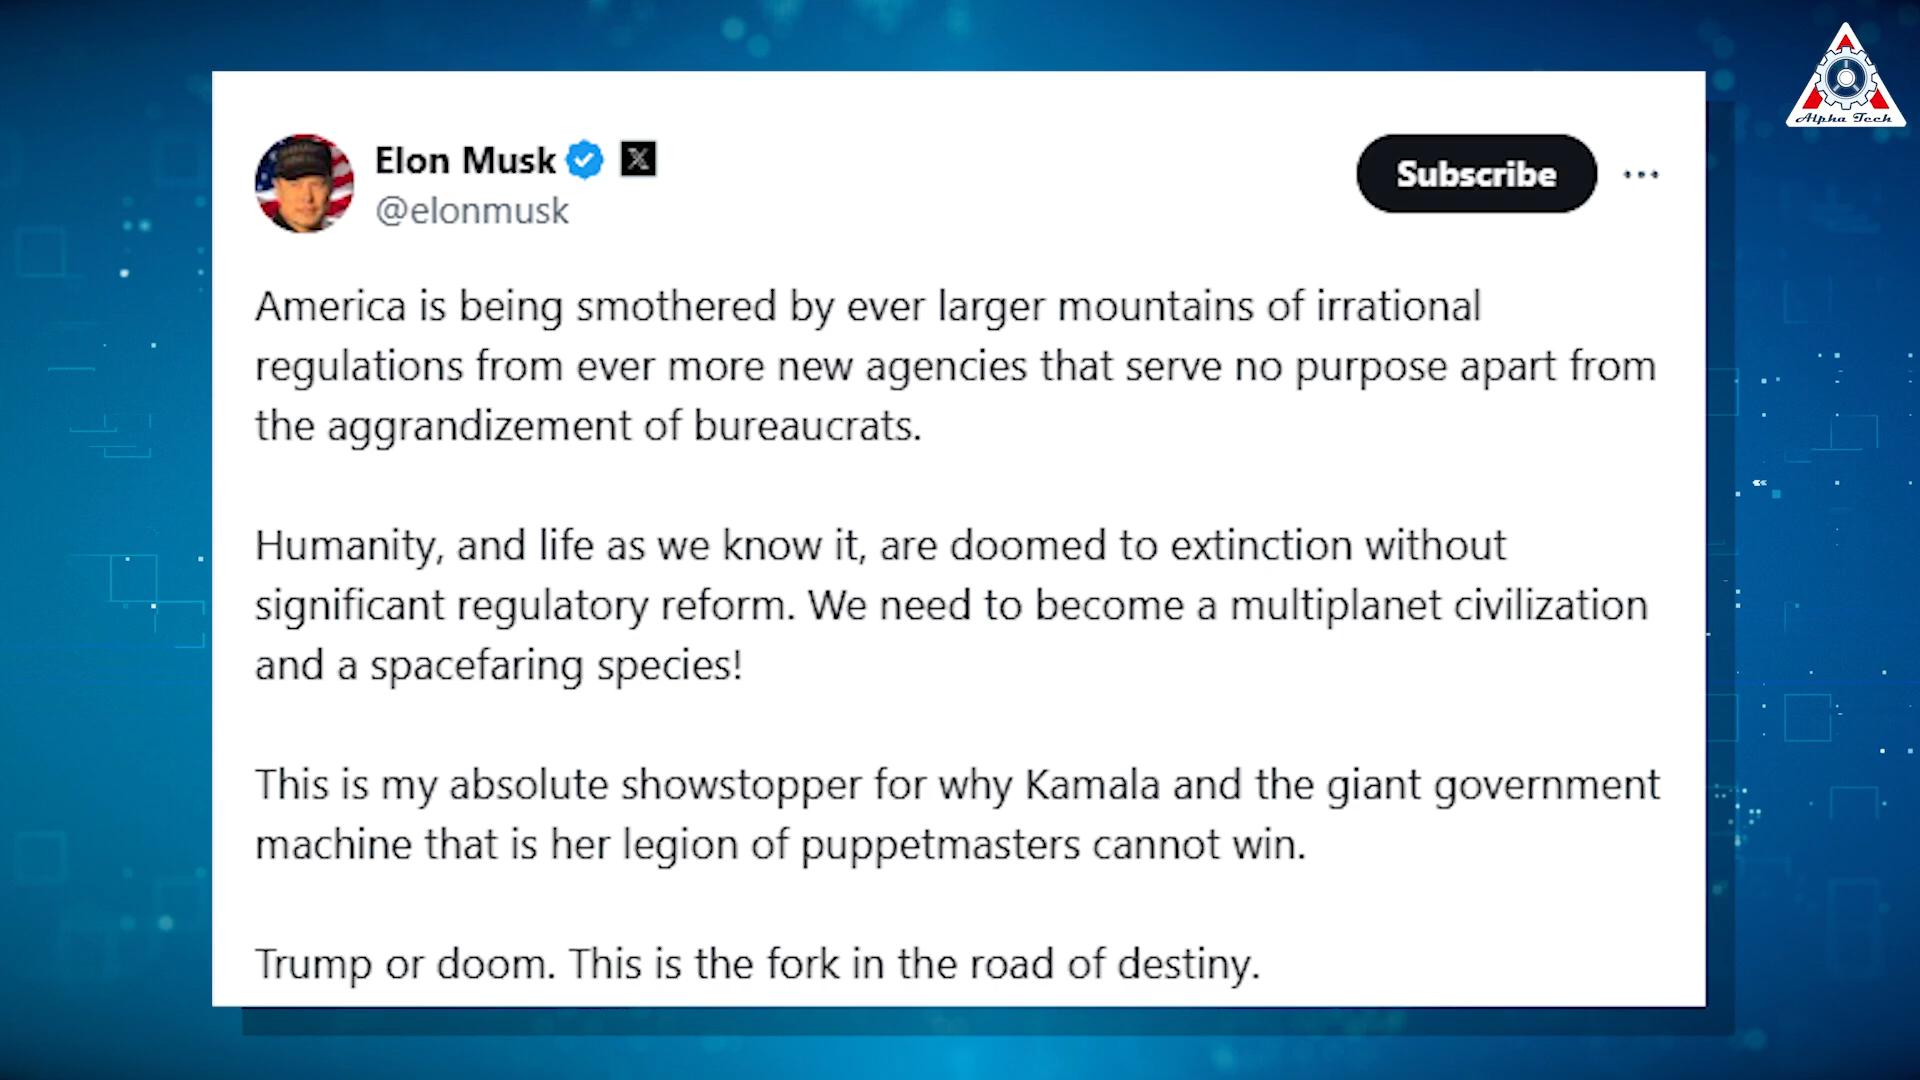 Alpha Tech
Elon Musk
@elonmusk
Subscribe
America is being smothered by ever larger mountains of irrational
regulations from ever more new agencies that serve no purpose apart from
the aggrandizement of bureaucrats.
Humanity, and life as we know it, are doomed to extinction without
significant regulatory reform. We need to become a multiplanet civilization
and a spacefaring species!
This is my absolute showstopper for why Kamala and the giant government
machine that is her legion of puppetmasters cannot win.
Trump or doom. This is the fork in the road of destiny.